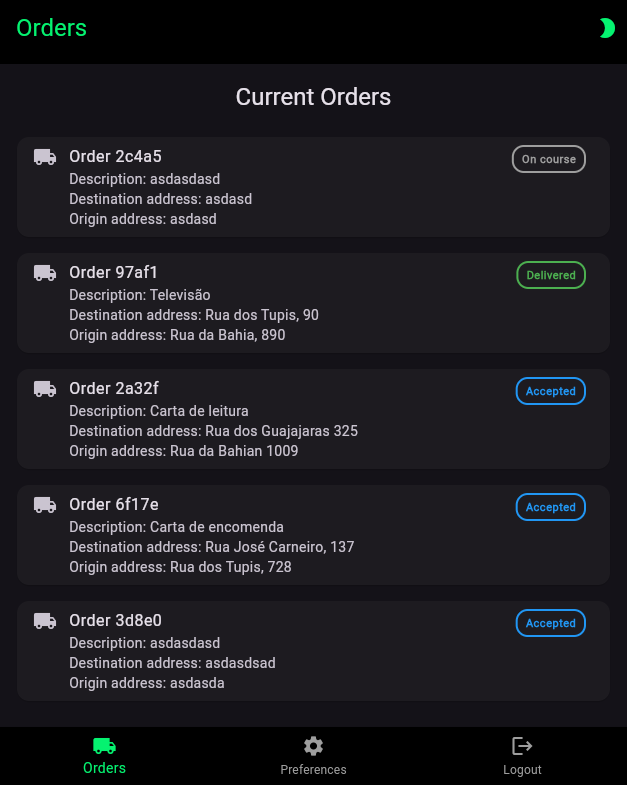 Orders
Current Orders
Order 2c4a5
On course
Description: asdasdasd
Destination address: asdasd
Origin address: asdasd
Order 97af1
Delivered
Description: Televisão
Destination address: Rua dos Tupis, 90
Origin address: Rua da Bahia, 890
Order 2a32f
Accepted
Description: Carta de leitura
Destination address: Rua dos Guajajaras 325
Origin address: Rua da Bahian 1009
Order 6f17e
Accepted
Description: Carta de encomenda
Destination address: Rua José Carneiro, 137
Origin address: Rua dos Tupis, 728
Order 3d8e0
Accepted
Description: asdasdasd
Destination address: asdasdsad
Origin address: asdasda
Orders
Preferences
Logout